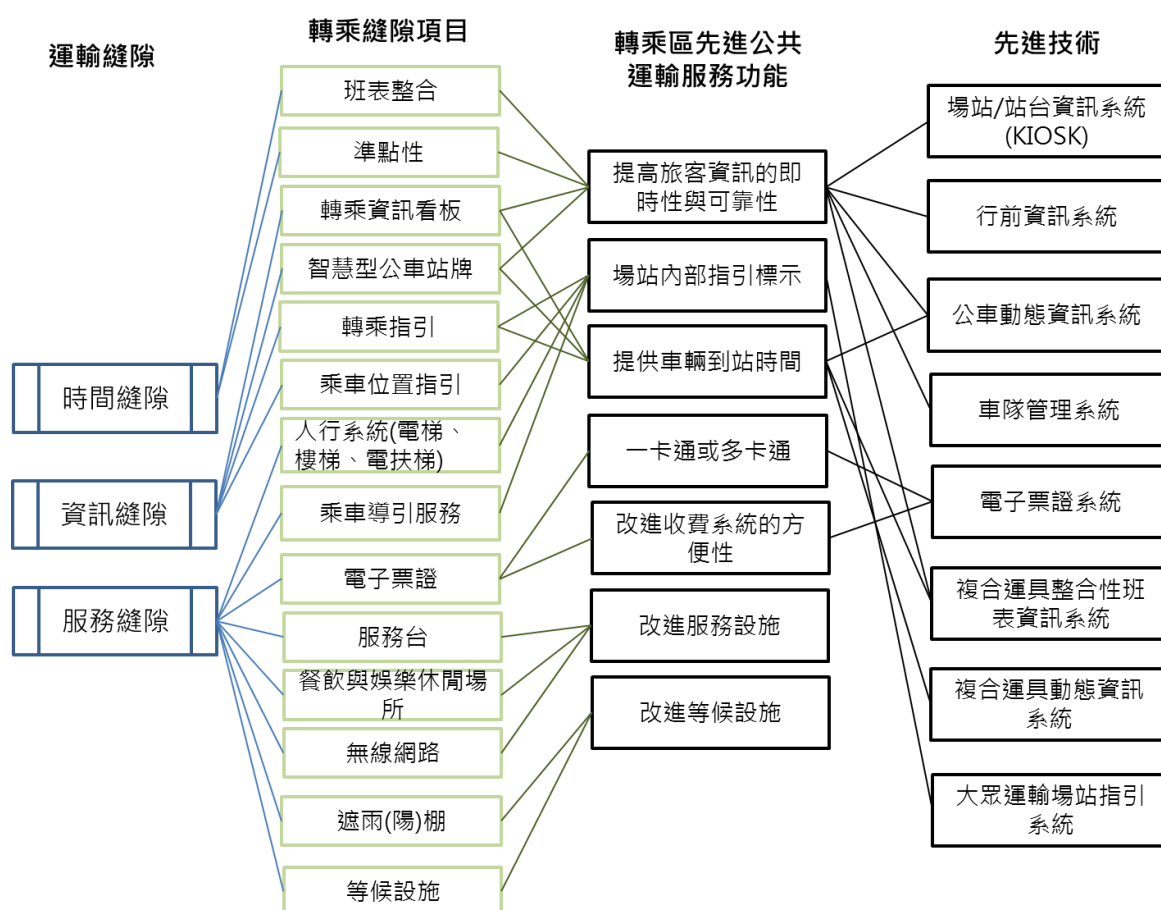 運輸縫隙
時間縫隙
資訊縫隙
服務縫隙
轉乘縫隙項目
班表整合
準點性
轉乘資訊看板
智慧型公車站牌
轉乘指引
乘車位置指引
人行系統(電梯、
樓梯、電扶梯)
乘車導引服務
電子票證
服務台
餐飲與娛樂休閒場
所
無線網路
遮雨(陽)棚
等候設施
轉乘區先進公共
運輸服務功能
提高旅客資訊的即
時性與可靠性
場站內部指引標示
提供車輛到站時間
一卡通或多卡通
改進收費系統的方
便性
改進服務設施
改進等候設施
先進技術
場站/站台資訊系統
(KIOSK)
行前資訊系統
公車動態資訊系統
車隊管理系統
電子票證系統
複合運具整合性班
表資訊系統
複合運具動態資訊
系統
大眾運輸場站指引
系統